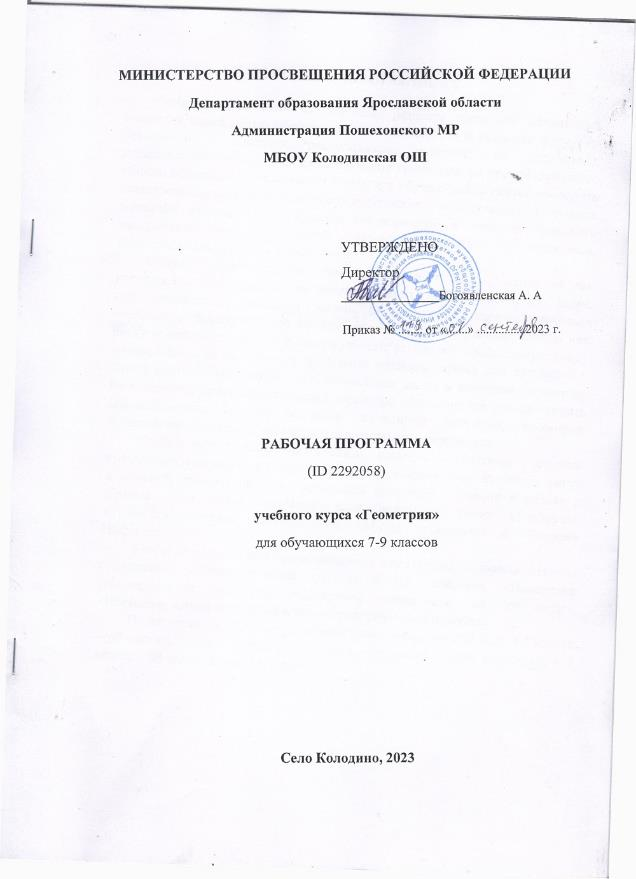 МИНИСТЕРСТВО ПРОСВЕЩЕНИЯ РОССИЙСКОЙ ФЕДЕРАЦИИ
Департамент образования Ярославской области
Администрация Пошехонского МР
МБОУ Колодинская ОШ
УТВЕРЖДЕНО
Директор
Богоявленская А. А
Приказ № от « » 2023 г.
РАБОЧАЯ ПРОГРАММА
(ID 2292058)
учебного курса «Геометрия»
для обучающихся 7-9 классов
Село Колодино, 2023